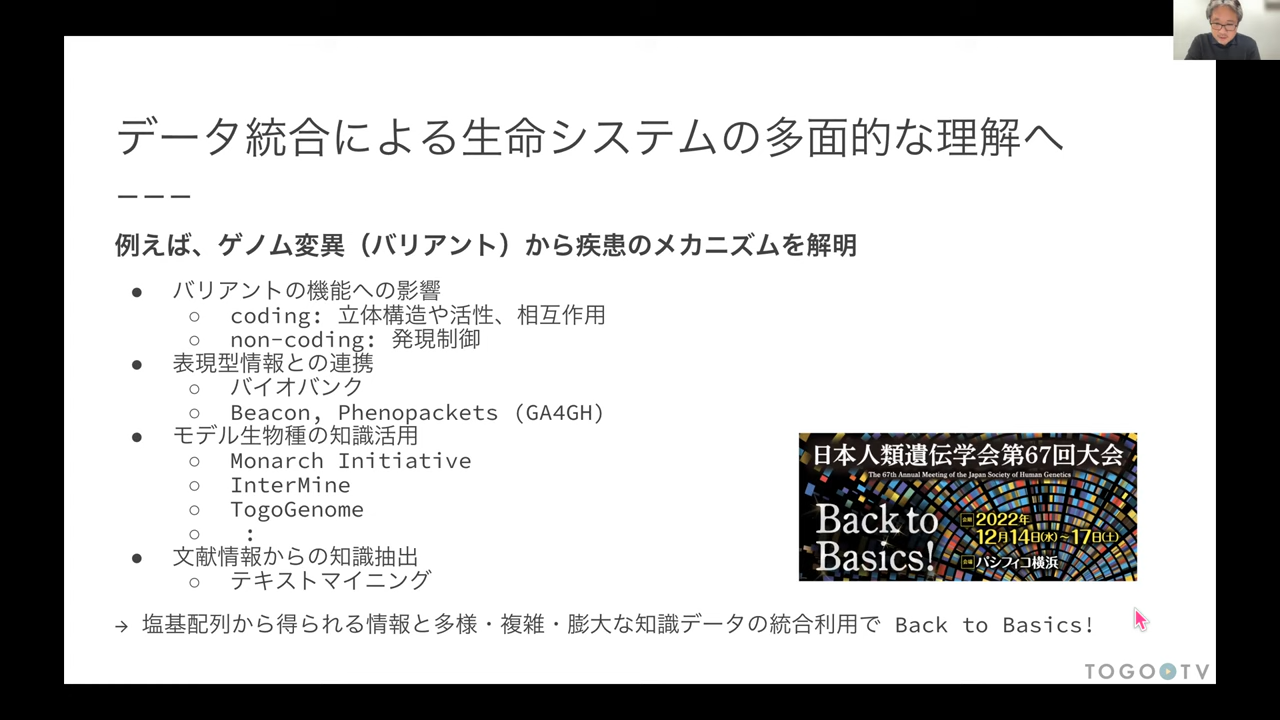 データ統合による生命システムの多面的な理解へ
例えば、ゲノム変異（バリアント）から疾患のメカニズムを解明
● バリアントの機能への影響
○ coding: 立体構造や活性、相互作用
○ non-coding: 発現制御
● 表現型情報との連携
○ バイオバンク
○ Beacon, Phenopackets (GA4GH)
● モデル生物種の知識活用
○ Monarch Initiative
○ InterMine
○ TogoGenome
○ :
● 文献情報からの知識抽出
○ テキストマイニング
日本人類遺伝学会第67回大会
The 67th Annual Meeting of the Japan Society of Human Genetics
Back to
Basics!
会期 2022年
12月14日(水)~17日(土)
会場 パシフィコ横浜
→ 塩基配列から得られる情報と多様・複雑・膨大な知識データの統合利用で Back to Basics!
TOGO TV